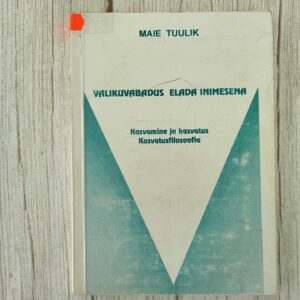 MAIE TUULIK
VALIKUVABADUS ELADA INIMESENA
Kasvamine ja kasvatus
Kasvatusfilosoofia